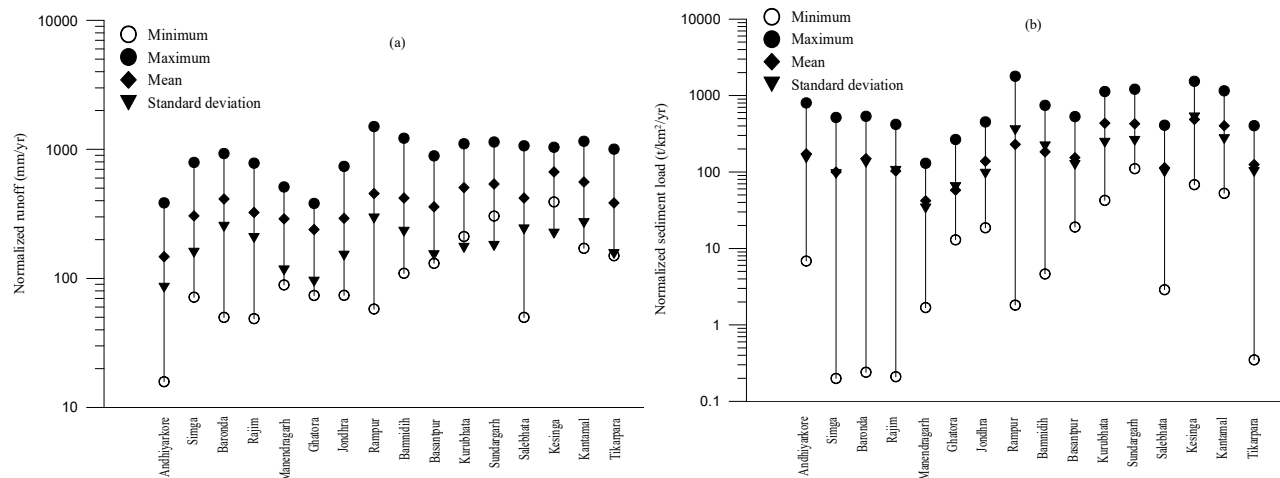 10000
1000
100
10
Normalized runoff (mm/yr)
Minimum
Maximum
Mean
Standard deviation
(a)
Andhiyarkore
Simga
Baronda
Rajim
Manendragarh
Ghatora
Jondhra
Rampur
Bamnidih
Basantpur
Kurubhata
Sundargarh
Salebhata
Kesinga
Kantamal
Tikarpara
10000
1000
100
10
1
0.1
Normalized sediment load (t/km²/yr)
Minimum
Maximum
Mean
Standard deviation
(b)
Andhiyarkore
Simga
Baronda
Rajim
Manendragarh
Ghatora
Jondhra
Rampur
Bamnidih
Basantpur
Kurubhata
Sundargarh
Salebhata
Kesinga
Kantamal
Tikarpara